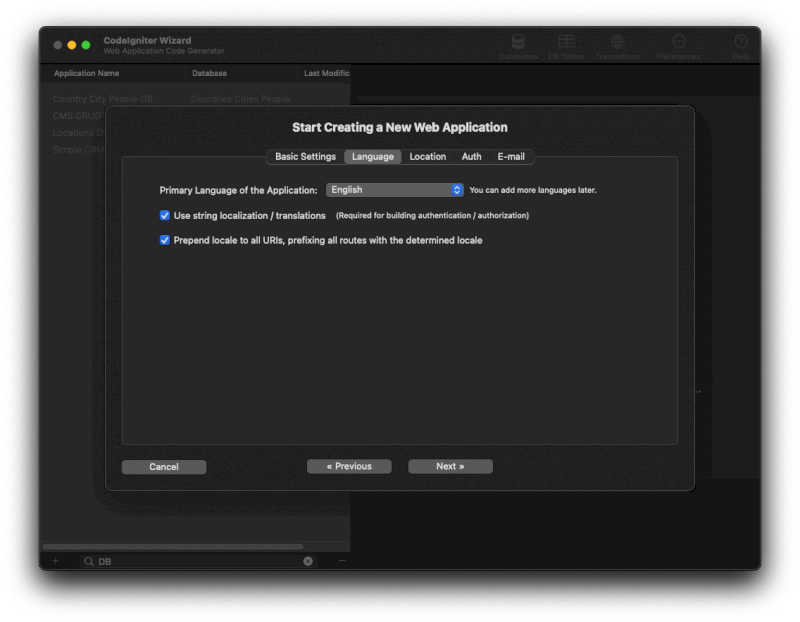 CodeIgniter Wizard
Web Application Code Generator
Databases DB Tables Translations Preferences Help
Application Name Database Last Modific
Country City People DB Countries Cities People
CMS CRUD
Locations D
Simple CRM
Start Creating a New Web Application
Basic Settings Language Location Auth E-mail
Primary Language of the Application: English You can add more languages later.
Use string localization / translations (Required for building authentication / authorization)
Prepend locale to all URIs, prefixing all routes with the determined locale
Cancel « Previous Next »
DB